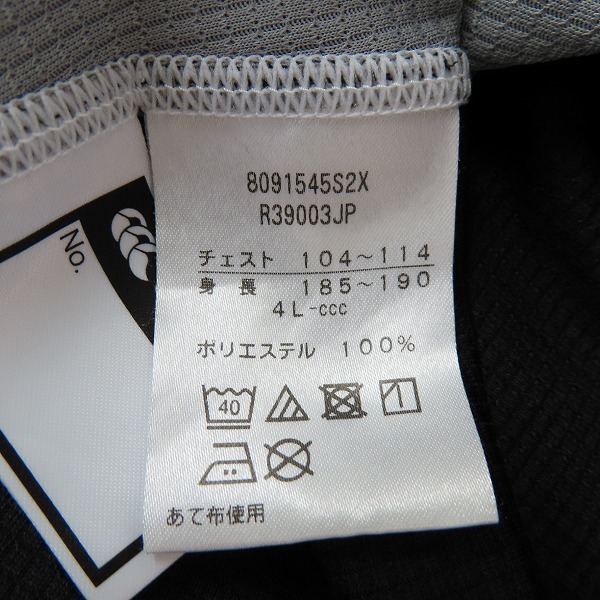 8091545S2X
R39003JP
チェスト 104～114
身長 185～190
4L-ccc
ポリエステル 100%
40
あて布使用
No.